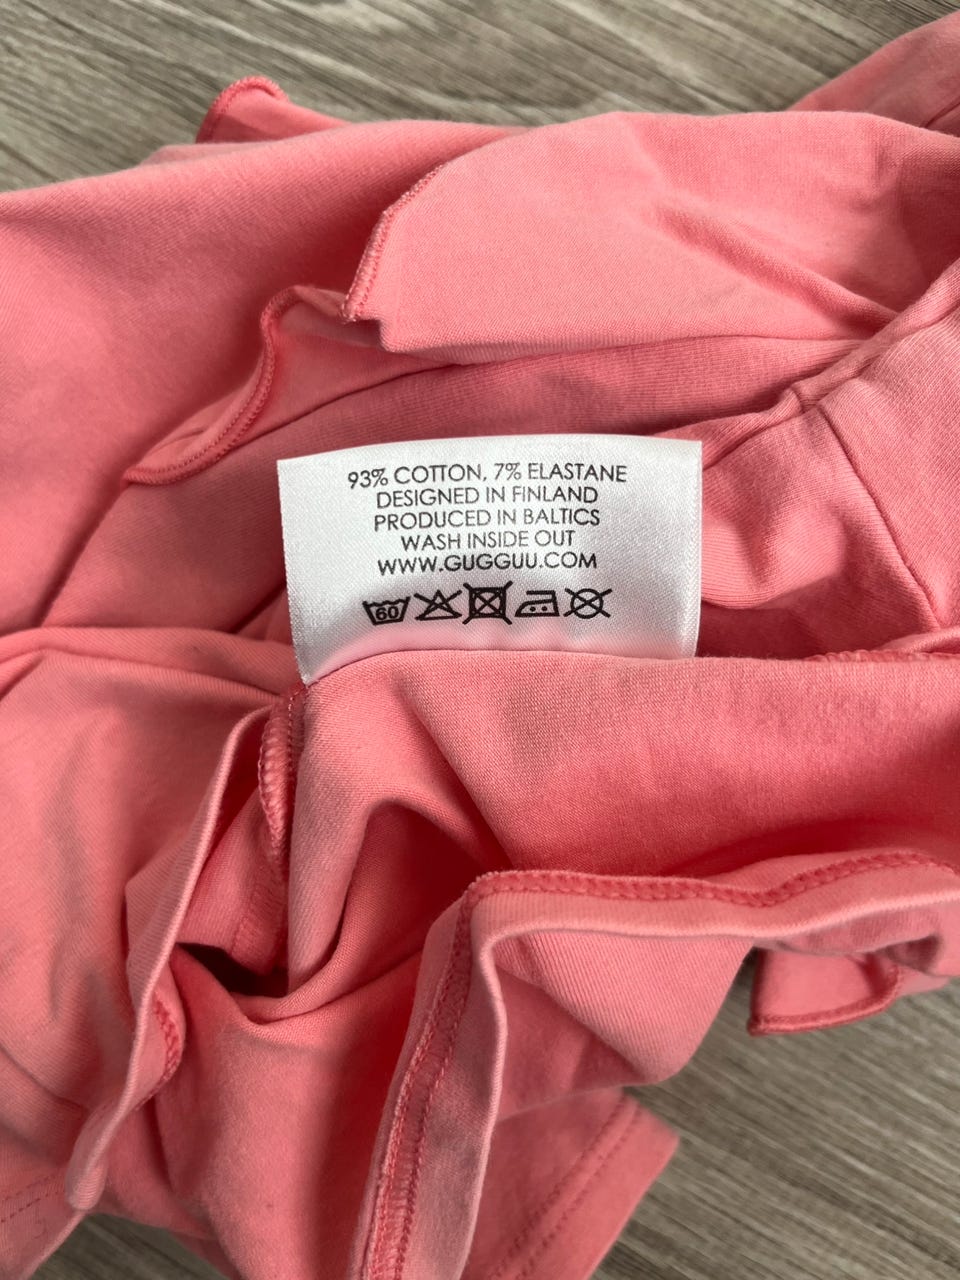 93% COTTON, 7% ELASTANE
DESIGNED IN FINLAND
PRODUCED IN BALTICS
WASH INSIDE OUT
WWW.GUGGUU.COM
60